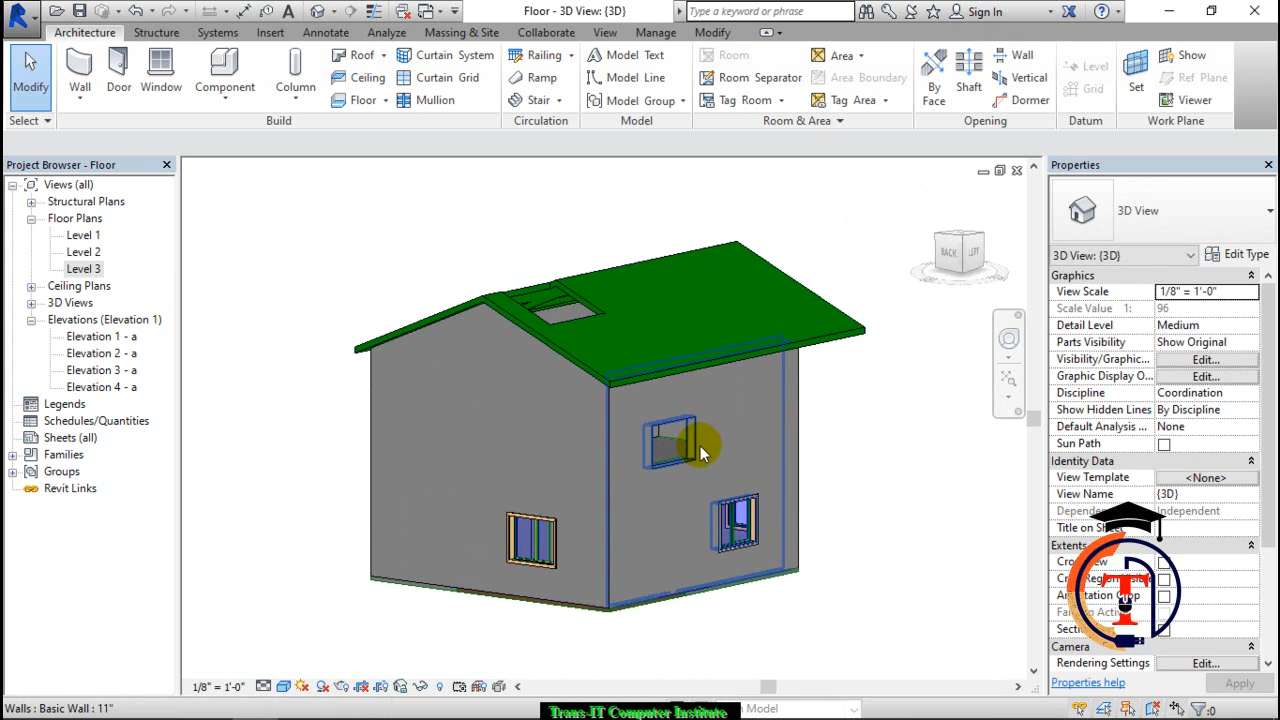 Floor - 3D View: {3D}
Type a keyword or phrase
Sign In
Architecture Structure Systems Insert Annotate Analyze Massing & Site Collaborate View Manage Modify
Modify
Wall
Door
Window
Component
Column
Roof
Ceiling
Floor
Curtain System
Curtain Grid
Mullion
Railing
Ramp
Stair
Model Text
Model Line
Model Group
Room
Room Separator
Tag Room
Area
Area Boundary
Tag Area
By Face
Shaft
Wall
Vertical
Dormer
Level
Grid
Set
Show
Ref Plane
Viewer
Select Build Circulation Model Room & Area Opening Datum Work Plane
Project Browser - Floor
Views (all)
Structural Plans
Floor Plans
Level 1
Level 2
Level 3
Ceiling Plans
3D Views
Elevations (Elevation 1)
Elevation 1 - a
Elevation 2 - a
Elevation 3 - a
Elevation 4 - a
Legends
Schedules/Quantities
Sheets (all)
Families
Groups
Revit Links
BACK LEFT
Properties
3D View
3D View: {3D} Edit Type
Graphics
View Scale 1/8" = 1'-0"
Scale Value 1: 96
Detail Level Medium
Parts Visibility Show Original
Visibility/Graphic... Edit...
Graphic Display O... Edit...
Discipline Coordination
Show Hidden Lines By Discipline
Default Analysis ... None
Sun Path
Identity Data
View Template <None>
View Name {3D}
Depende Independent
Title on Sh
Extents
Camera
Rendering Settings Edit...
Properties help Apply
1/8" = 1'-0"
Walls : Basic Wall : 11"
Model
:0
Trans-IT Computer Institute